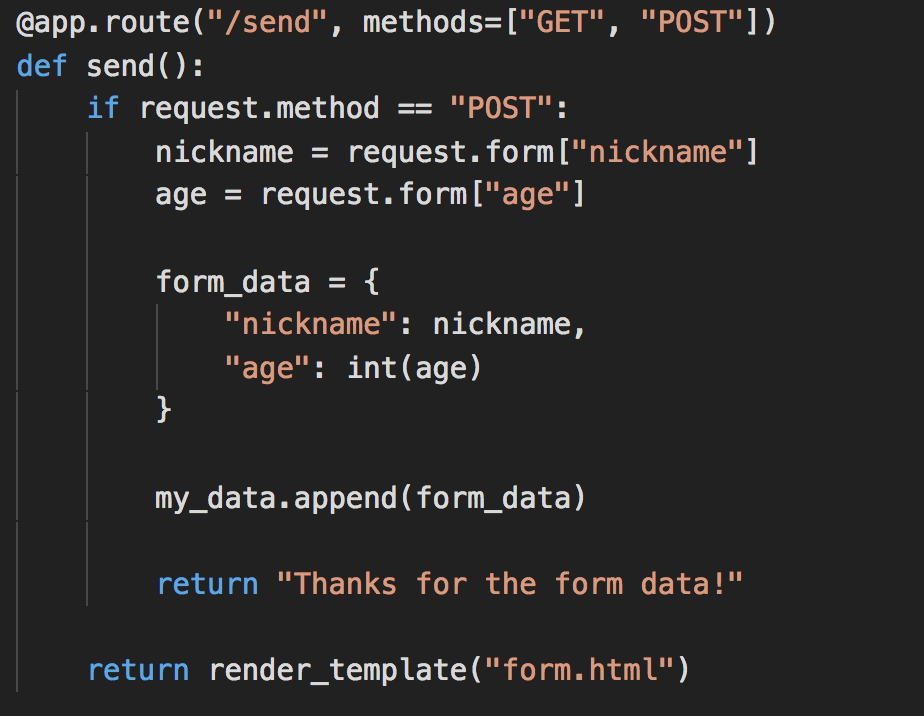 @app.route("/send", methods=["GET", "POST"])
def send():
    if request.method == "POST":
        nickname = request.form["nickname"]
        age = request.form["age"]

        form_data = {
            "nickname": nickname,
            "age": int(age)
        }

        my_data.append(form_data)

        return "Thanks for the form data!"

    return render_template("form.html")